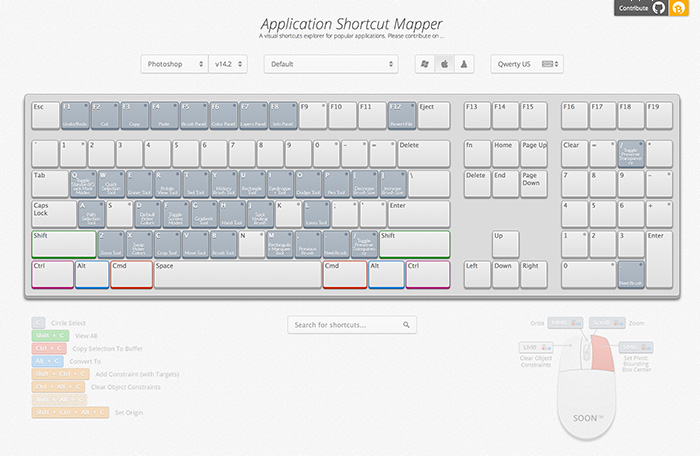 Contribute
Application Shortcut Mapper
A visual shortcuts explorer for popular applications. Please contribute on ...
Photoshop v14.2 Default Qwerty US
Esc F1 F2 F3 F4 F5 F6 F7 F8 F9 F10 F11 F12 Eject F13 F14 F15 F16 F17 F18 F19
Undo/Redo Cut Copy Paste Brush Panel Color Panel Layers Panel Info Panel Revert File
` 1 2 3 4 5 6 7 8 9 0 - = Delete fn Home Page Up Clear = / *
Toggle Preserve Transparency
Tab Q W E R T Y U I O P [ ] \ Delete End Page Down 7 8 9 -
Quick Selection Tool Eraser Tool Rotate View Tool Text Tool History Brush Tool Rectangle Tool Eyedropper Tool Dodge Tool Pen Tool Decrease Brush Size Increase Brush Size
Caps Lock A S D F G H J K L ; ' Enter 4 5 6 +
Path Selection Tool Default Color Toggle Screen Modes Gradient Tool Hand Tool Spot Healing Brush Lasso Tool
Shift Z X C V B N M , . / Shift Up 1 2 3 Enter
Zoom Tool Swap Color Crop Tool Move Tool Brush Tool Rectangular Marquee Tool Previous Brush Next Brush Toggle Preserve Transparency
Ctrl Alt Cmd Space Cmd Alt Ctrl Left Down Right 0 .
Next Brush
C Circle Select
Shift + C View All
Ctrl + C Copy Selection To Buffer
Alt + C Convert To
Shift + Ctrl + C Add Constraint (with Targets)
Ctrl + Alt + C Clear Object Constraints
Shift + Alt + C
Shift + Ctrl + Alt + C Set Origin
Search for shortcuts...
Orbit Zoom
LMB
Clear Object Constraints
Set Pivot: Bounding Box Center
SOON™